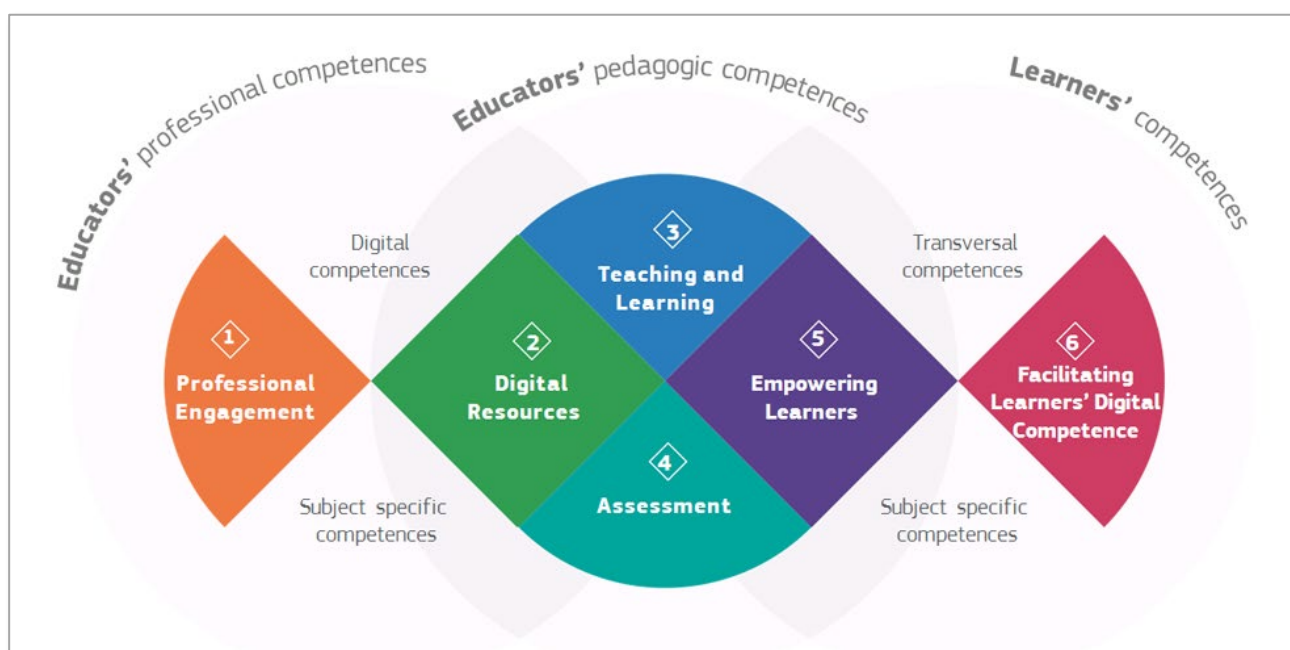 Educators' professional competences
Educators' pedagogic competences
Learners' competences
Digital
competences
Transversal
competences
1
Professional
Engagement
2
Digital
Resources
3
Teaching and
Learning
4
Assessment
5
Empowering
Learners
6
Facilitating
Learners' Digital
Competence
Subject specific
competences
Subject specific
competences